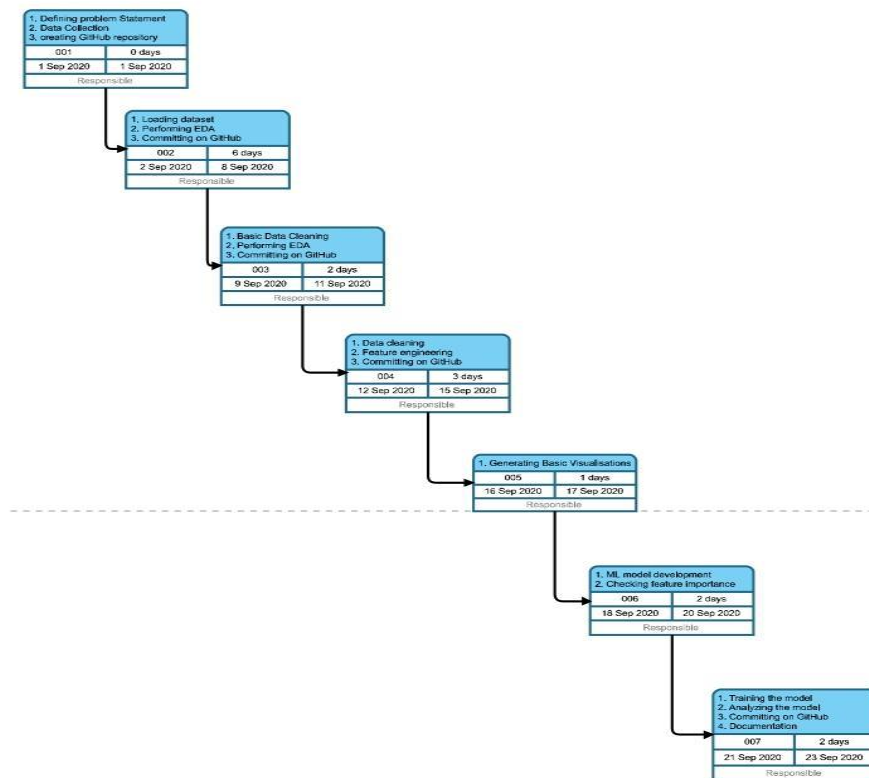 1. Defining problem Statement
2. Data Collection
3. creating GitHub repository
001 0 days
1 Sep 2020 1 Sep 2020
Responsible
1. Loading dataset
2. Performing EDA
3. Committing on GitHub
002 6 days
2 Sep 2020 8 Sep 2020
Responsible
1. Basic Data Cleaning
2. Performing EDA
3. Committing on GitHub
003 2 days
9 Sep 2020 11 Sep 2020
Responsible
1. Data cleaning
2. Feature engineering
3. Committing on GitHub
004 3 days
12 Sep 2020 15 Sep 2020
Responsible
1. Generating Basic Visualisations
005 1 days
16 Sep 2020 17 Sep 2020
Responsible
1. ML model development
2. Checking feature importance
006 2 days
18 Sep 2020 20 Sep 2020
Responsible
1. Training the model
2. Analyzing the model
3. Committing on GitHub
4. Documentation
007 2 days
21 Sep 2020 23 Sep 2020
Responsible